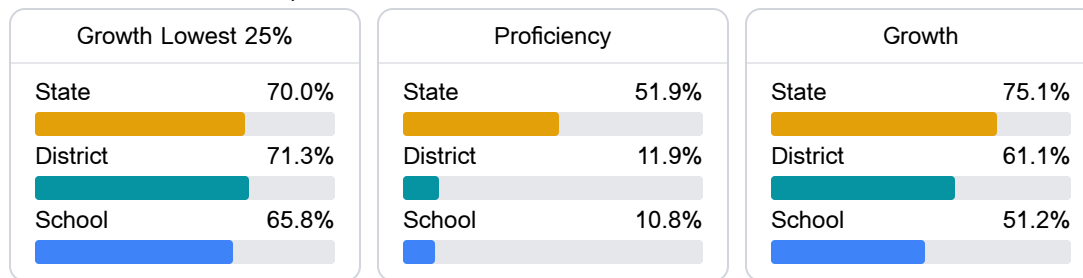 Growth Lowest 25%
State 70.0%
District 71.3%
School 65.8%
Proficiency
State 51.9%
District 11.9%
School 10.8%
Growth
State 75.1%
District 61.1%
School 51.2%